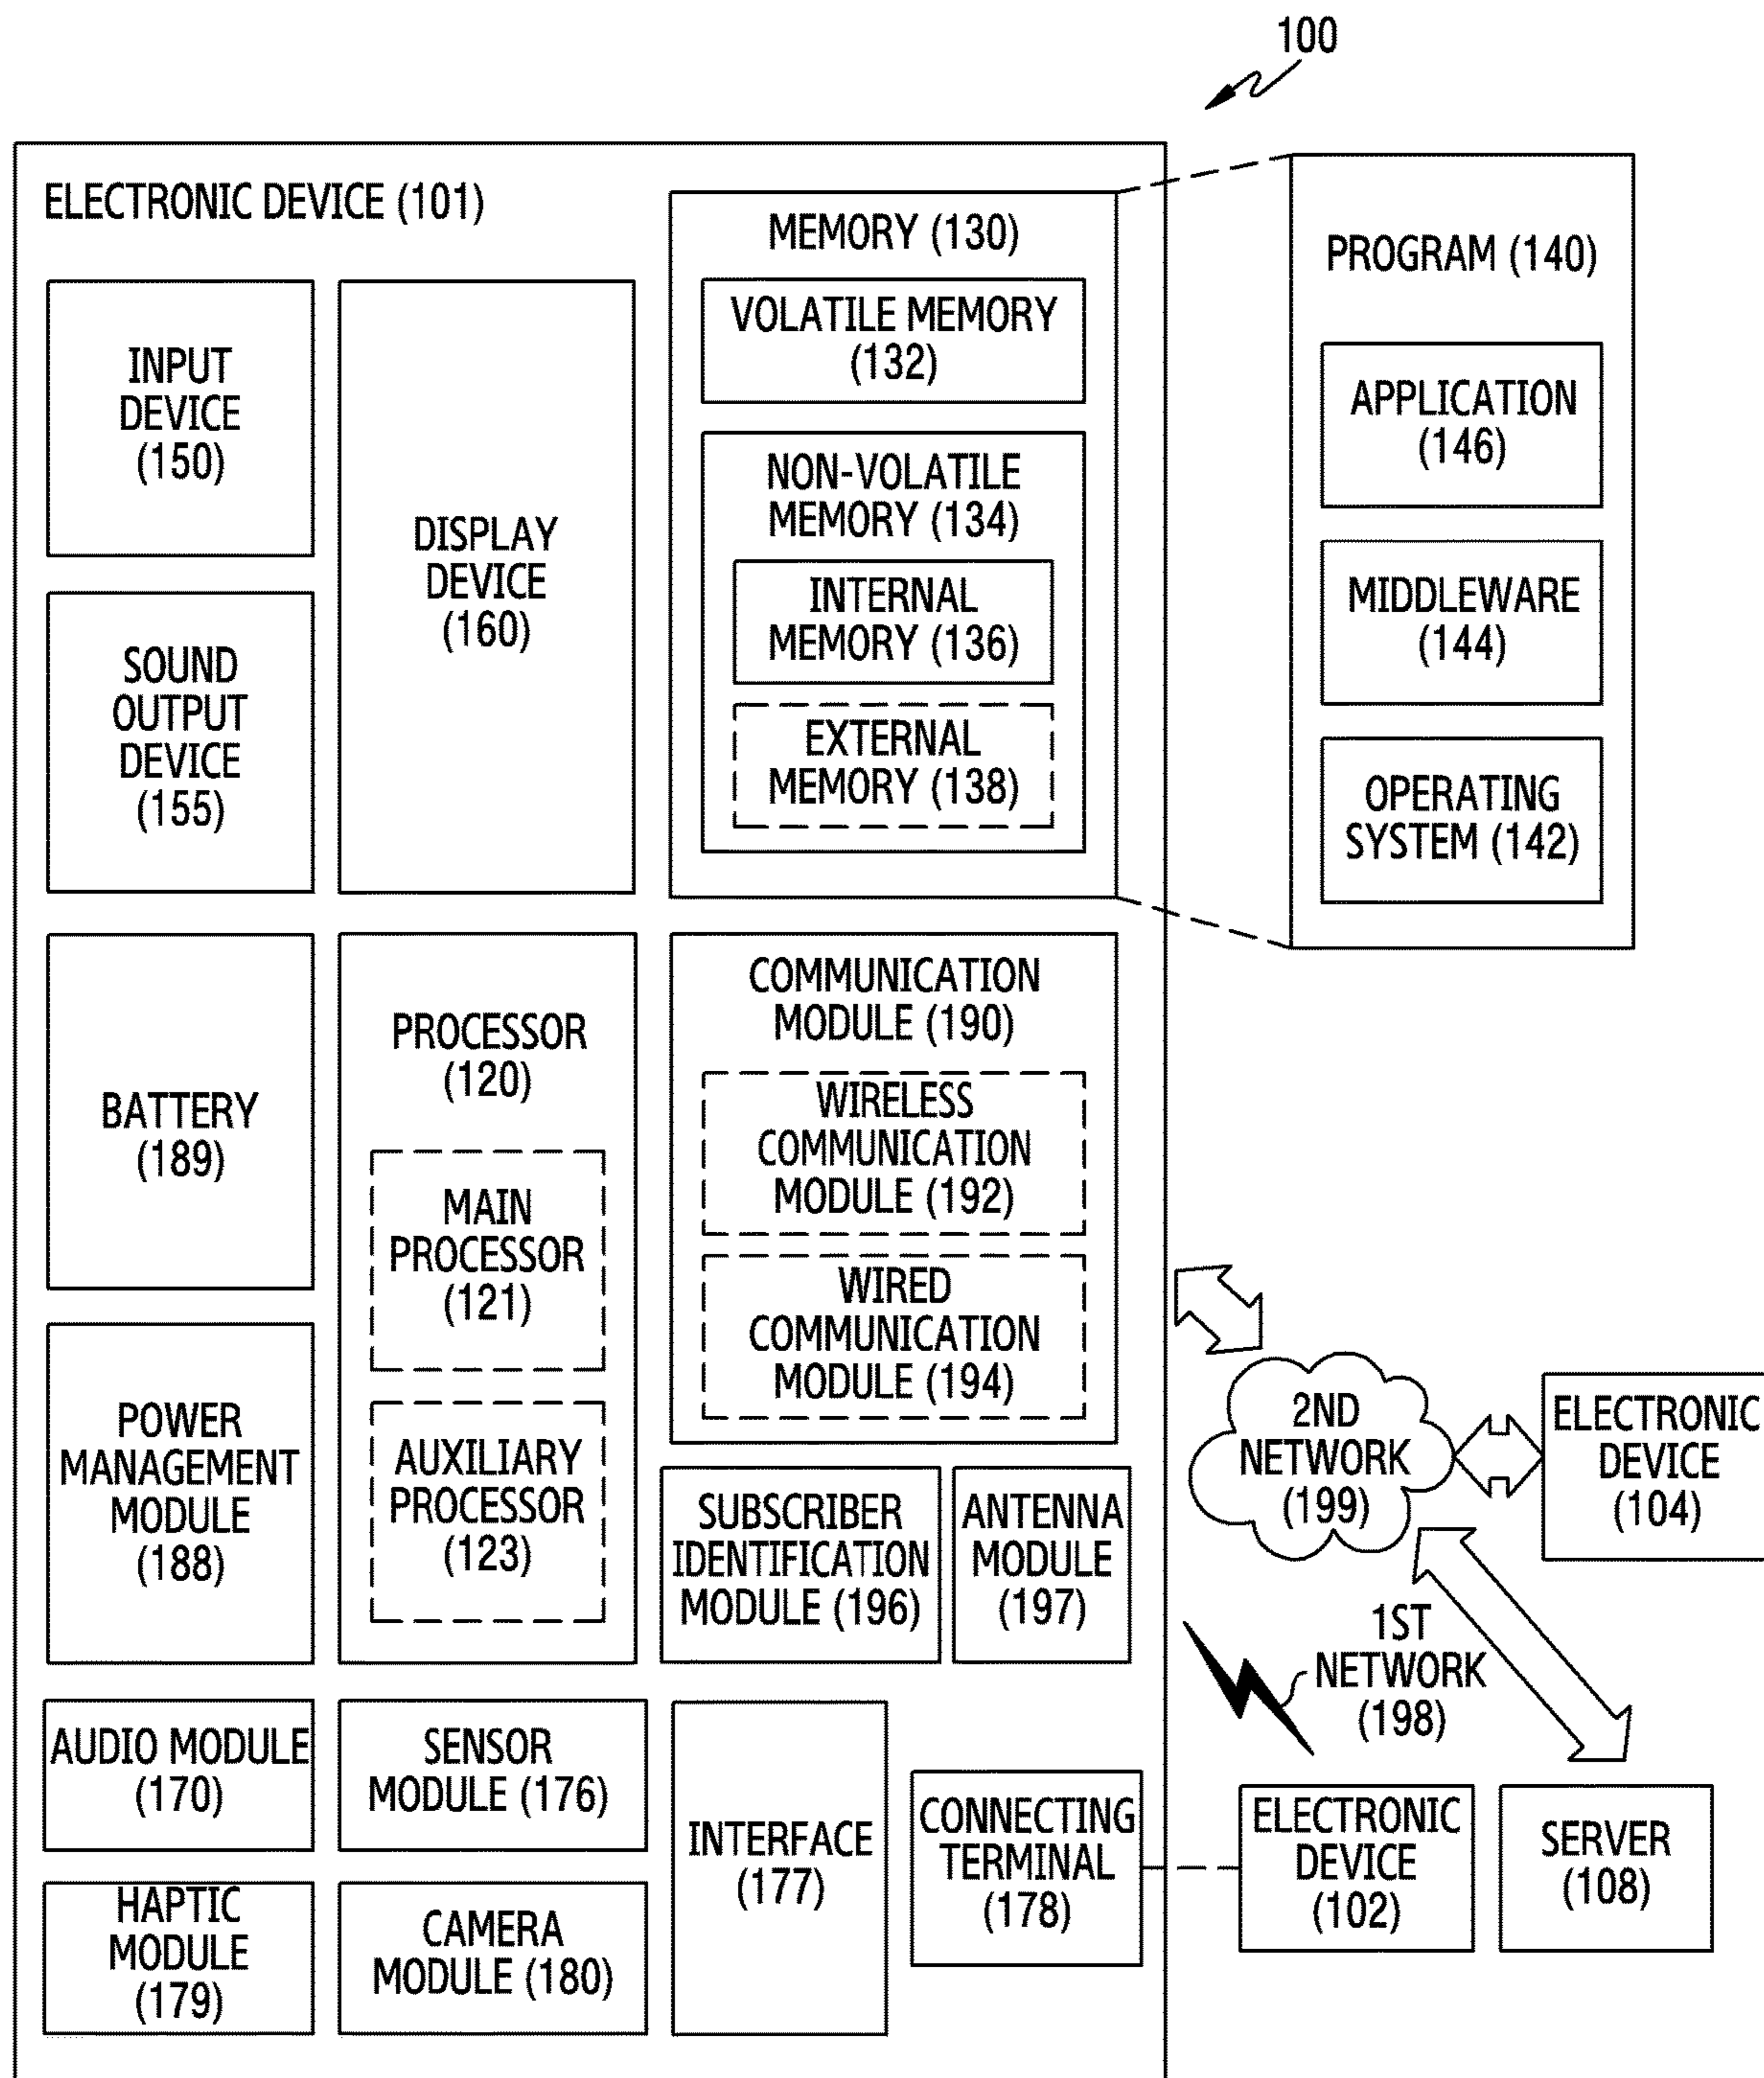 100
ELECTRONIC DEVICE (101)
INPUT
DEVICE
(150)
SOUND
OUTPUT
DEVICE
(155)
DISPLAY
DEVICE
(160)
MEMORY (130)
VOLATILE MEMORY
(132)
NON-VOLATILE
MEMORY (134)
INTERNAL
MEMORY (136)
EXTERNAL
MEMORY (138)
PROGRAM (140)
APPLICATION
(146)
MIDDLEWARE
(144)
OPERATING
SYSTEM (142)
BATTERY
(189)
POWER
MANAGEMENT
MODULE
(188)
PROCESSOR
(120)
MAIN
PROCESSOR
(121)
AUXILIARY
PROCESSOR
(123)
COMMUNICATION
MODULE (190)
WIRELESS
COMMUNICATION
MODULE (192)
WIRED
COMMUNICATION
MODULE (194)
SUBSCRIBER
IDENTIFICATION
MODULE (196)
ANTENNA
MODULE
(197)
2ND
NETWORK
(199)
ELECTRONIC
DEVICE
(104)
1ST
NETWORK
(198)
AUDIO MODULE
(170)
SENSOR
MODULE (176)
HAPTIC
MODULE
(179)
CAMERA
MODULE (180)
INTERFACE
(177)
CONNECTING
TERMINAL
(178)
ELECTRONIC
DEVICE
(102)
SERVER
(108)